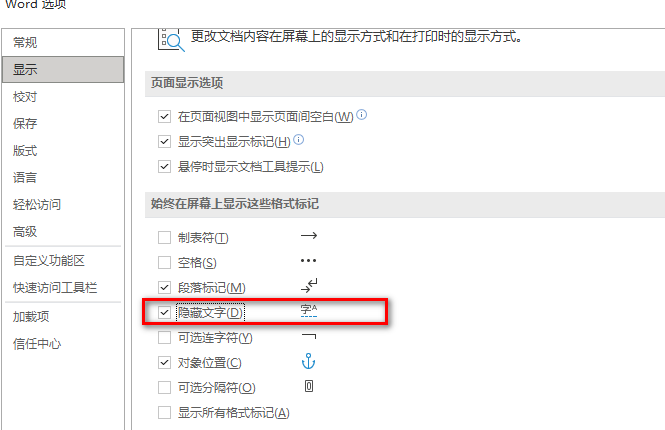 Word 选项
常规
显示
校对
保存
版式
语言
轻松访问
高级
自定义功能区
快速访问工具栏
加载项
信任中心
更改文档内容在屏幕上的显示方式和在打印时的显示方式。
页面显示选项
在页面视图中显示页面间空白(W)
显示突出显示标记(H)
悬停时显示文档工具提示(L)
始终在屏幕上显示这些格式标记
制表符(T)
空格(S)
段落标记(M)
隐藏文字(D) 字A
可选连字符(Y)
对象位置(C)
可选分隔符(O)
显示所有格式标记(A)